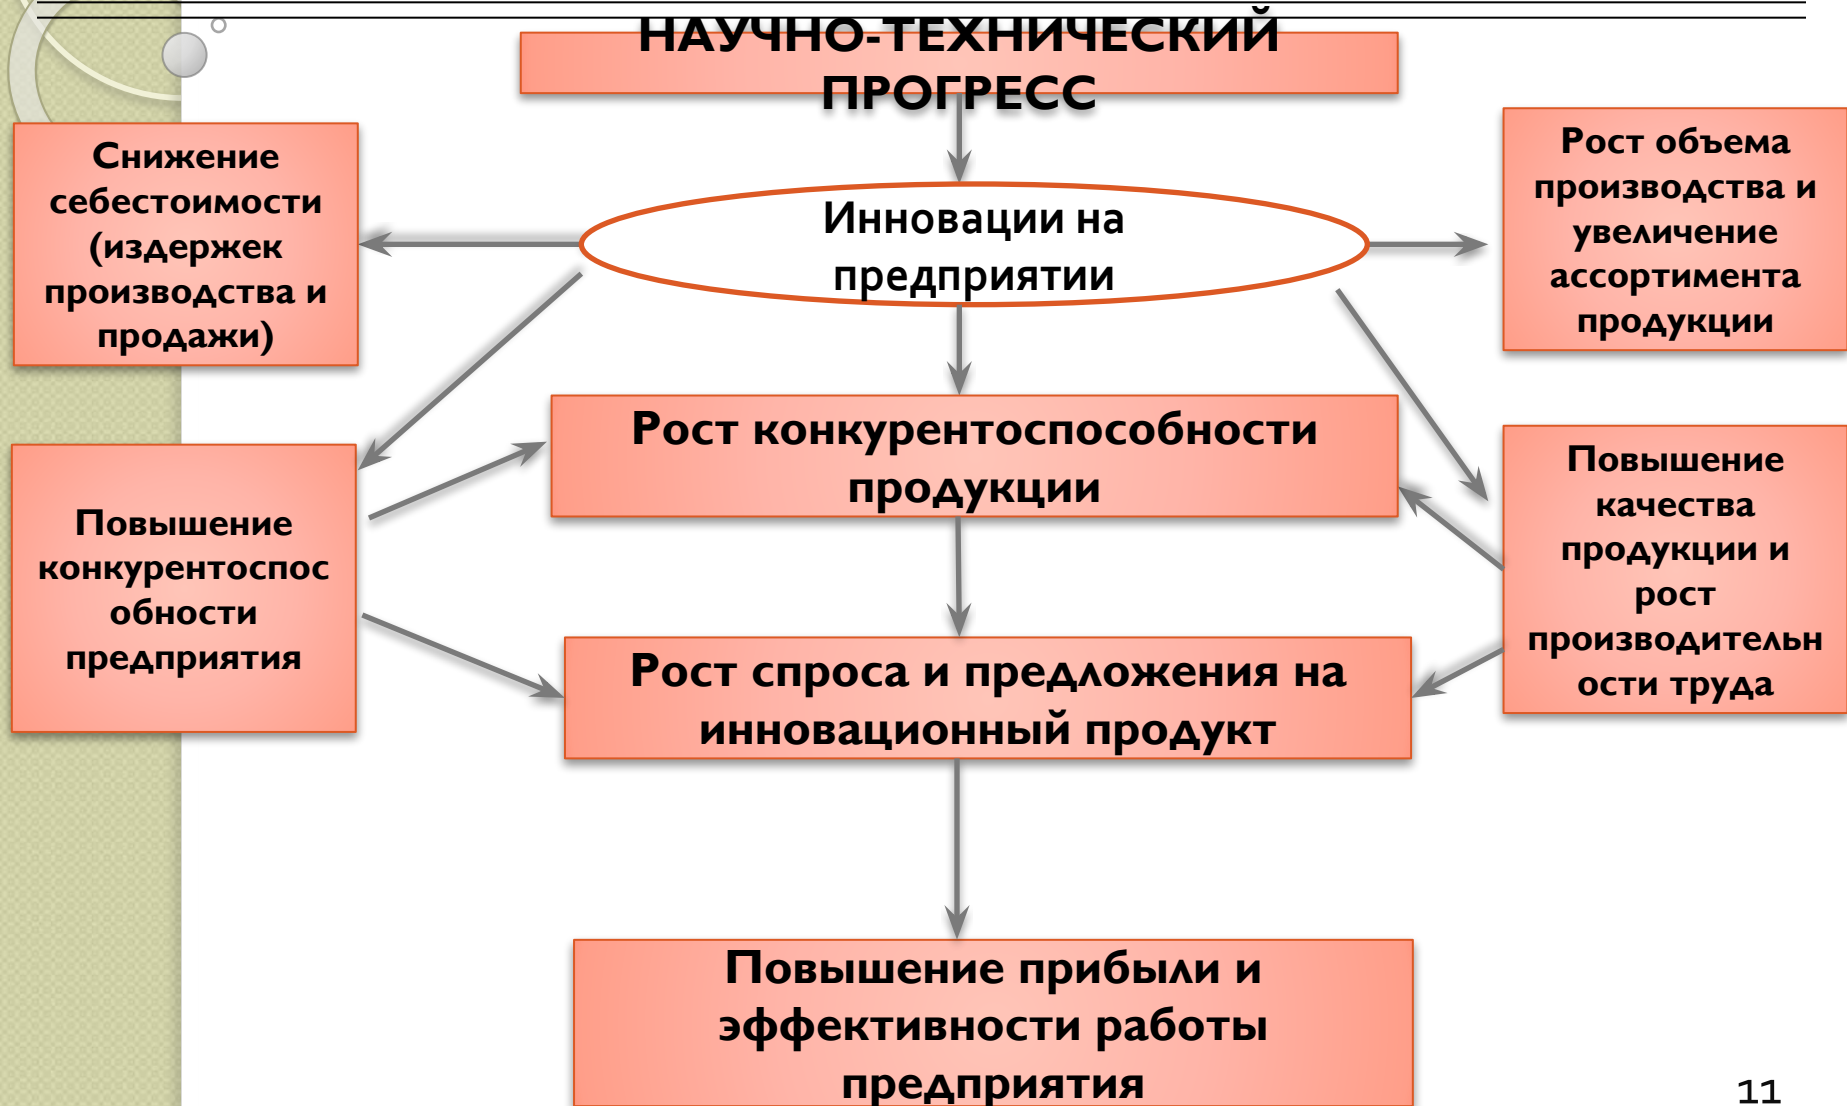 НАУЧНО-ТЕХНИЧЕСКИЙ
ПРОГРЕСС
Снижение
себестоимости
(издержек
производства и
продажи)
Инновации на
предприятии
Рост объема
производства и
увеличение
ассортимента
продукции
Рост конкурентоспособности
продукции
Повышение
конкурентоспос
обности
предприятия
Повышение
качества
продукции и
рост
производительн
ости труда
Рост спроса и предложения на
инновационный продукт
Повышение прибыли и
эффективности работы
предприятия
11